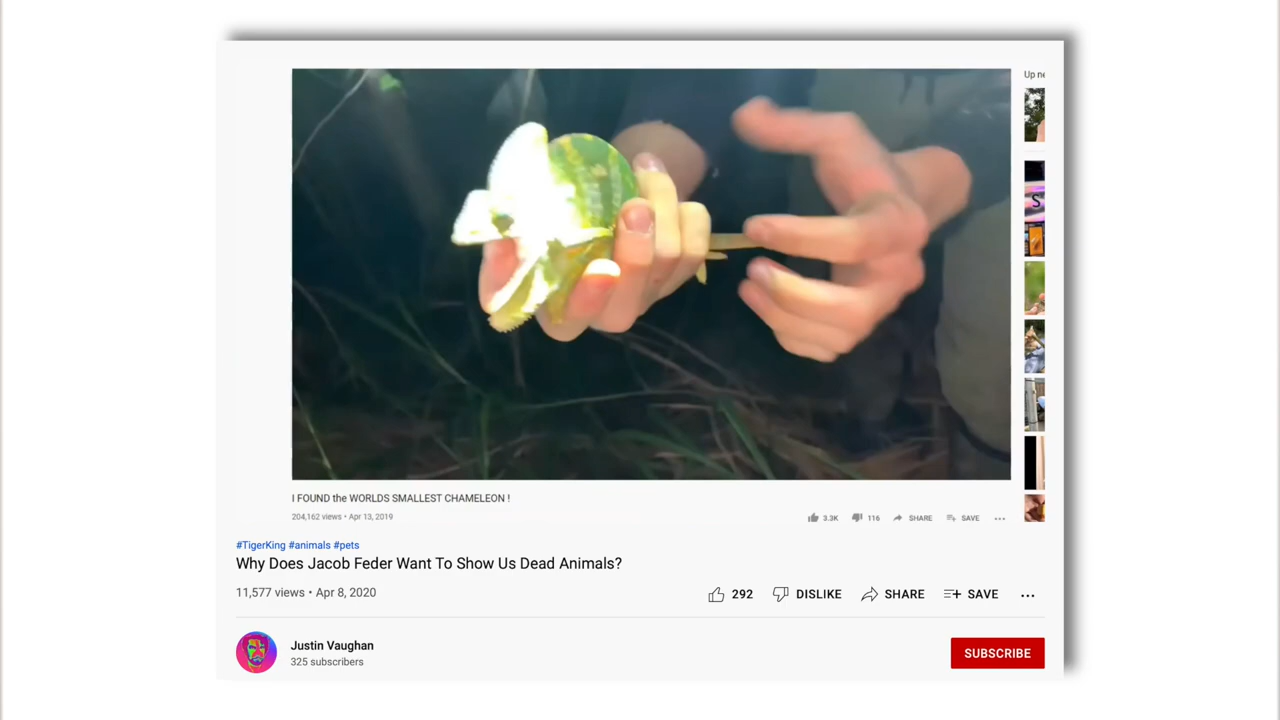 Up ne
S
I FOUND the WORLDS SMALLEST CHAMELEON !
204,162 views • Apr 13, 2019
3.3K 116 SHARE SAVE
#TigerKing #animals #pets
Why Does Jacob Feder Want To Show Us Dead Animals?
11,577 views • Apr 8, 2020
292 DISLIKE SHARE SAVE
Justin Vaughan
325 subscribers
SUBSCRIBE